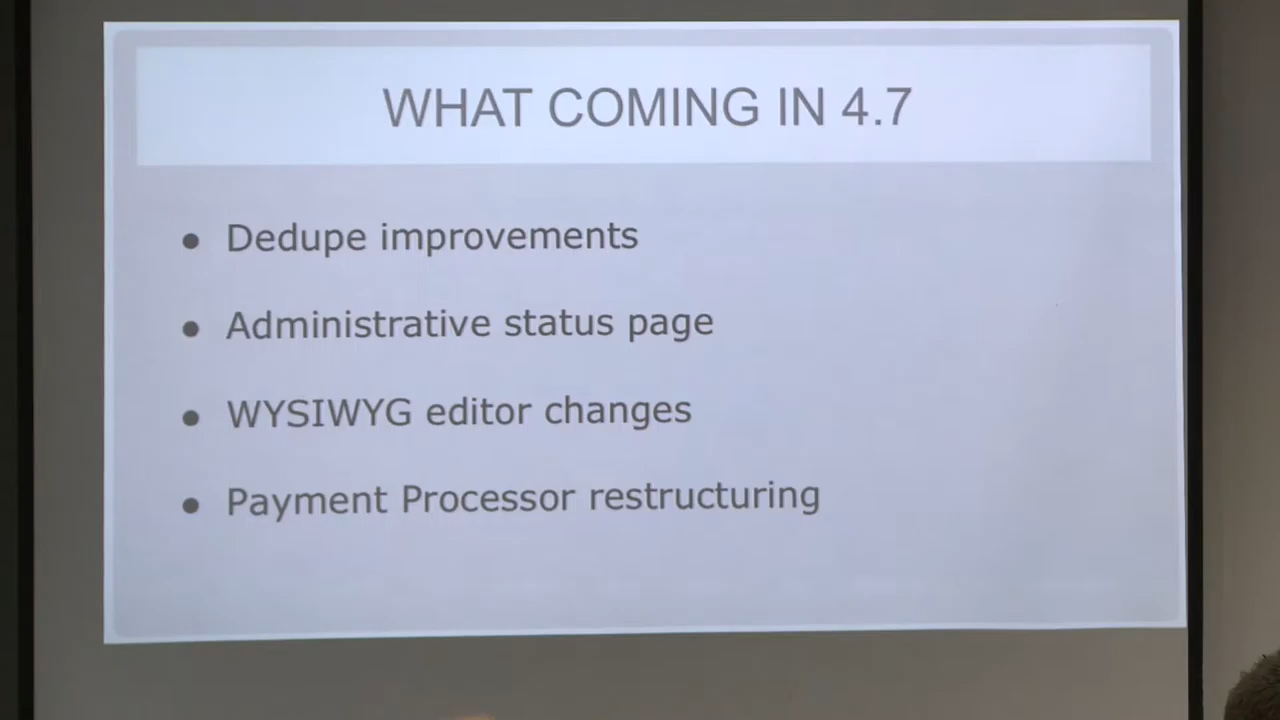 WHAT COMING IN 4.7
● Dedupe improvements
● Administrative status page
● WYSIWYG editor changes
● Payment Processor restructuring